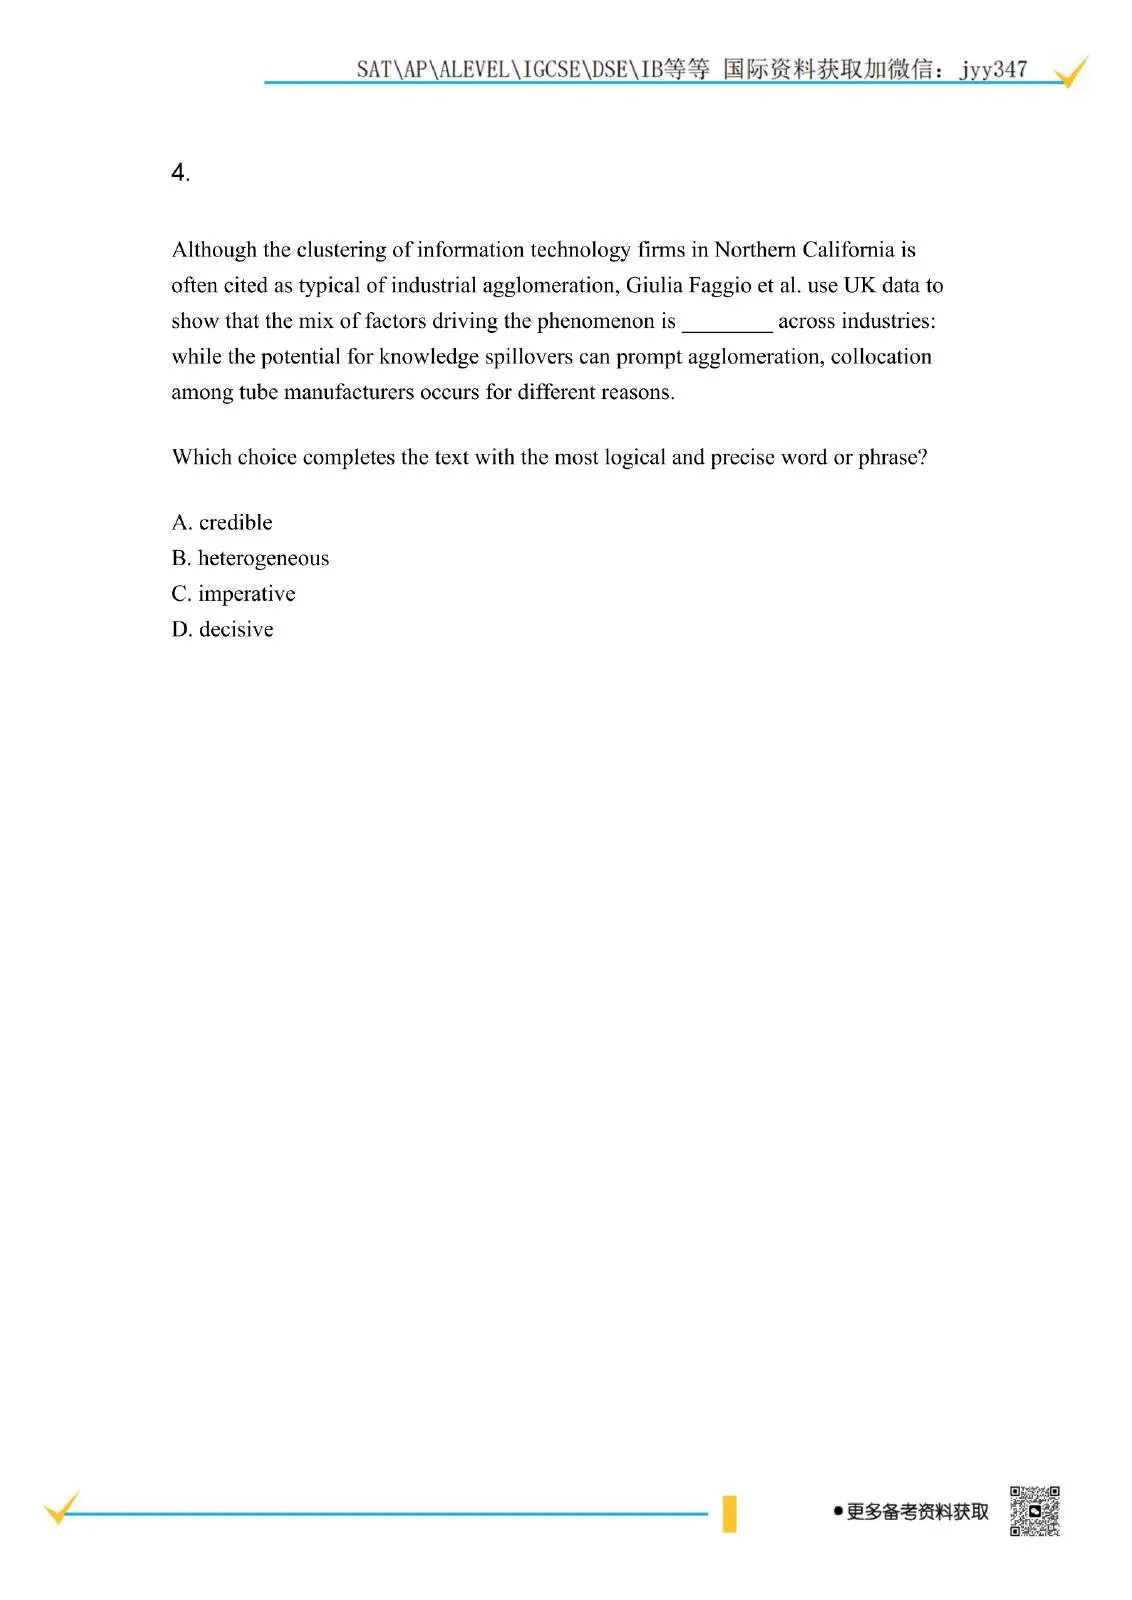 SAT\AP\ALEVEL\IGCSE\DSE\IB等等 国际资料获取加微信：jyy347
4.
Although the clustering of information technology firms in Northern California is
often cited as typical of industrial agglomeration, Giulia Faggio et al. use UK data to
show that the mix of factors driving the phenomenon is ________ across industries:
while the potential for knowledge spillovers can prompt agglomeration, collocation
among tube manufacturers occurs for different reasons.
Which choice completes the text with the most logical and precise word or phrase?
A. credible
B. heterogeneous
C. imperative
D. decisive
●更多备考资料获取